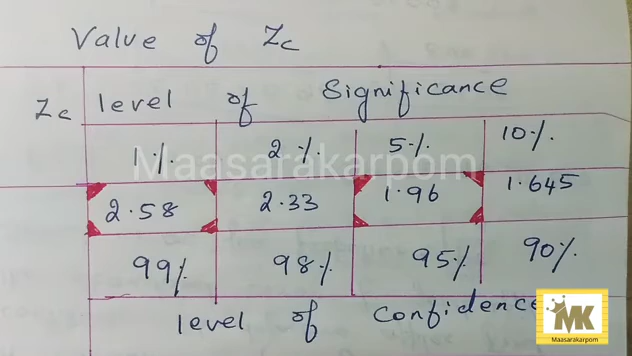 Value of Zc
Zc level of Significance
1% 2% 5% 10%
Maasarakarpom
2.58 2.33 1.96 1.645
99% 98% 95% 90%
level of confidence
MK
Maasarakarpom